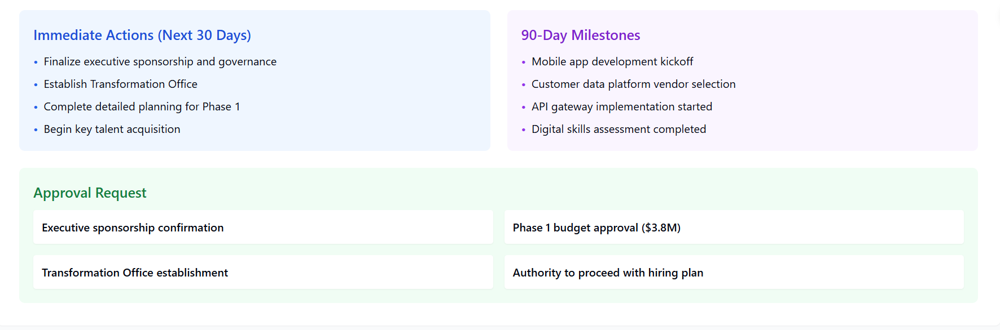 Immediate Actions (Next 30 Days)
• Finalize executive sponsorship and governance
• Establish Transformation Office
• Complete detailed planning for Phase 1
• Begin key talent acquisition
90-Day Milestones
• Mobile app development kickoff
• Customer data platform vendor selection
• API gateway implementation started
• Digital skills assessment completed
Approval Request
Executive sponsorship confirmation
Phase 1 budget approval ($3.8M)
Transformation Office establishment
Authority to proceed with hiring plan